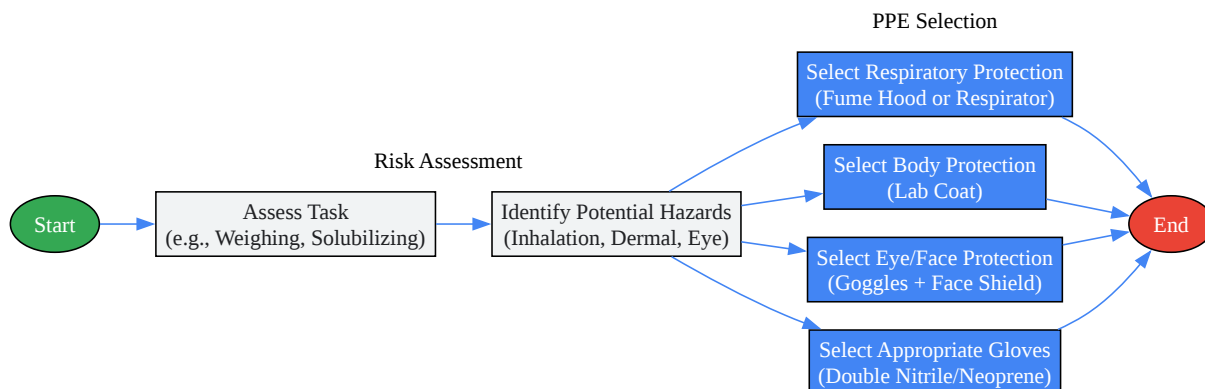 PPE Selection
Select Respiratory Protection
(Fume Hood or Respirator)
Risk Assessment
Select Body Protection
(Lab Coat)
Start
Assess Task
(e.g., Weighing, Solubilizing)
Identify Potential Hazards
(Inhalation, Dermal, Eye)
End
Select Eye/Face Protection
(Goggles + Face Shield)
Select Appropriate Gloves
(Double Nitrile/Neoprene)